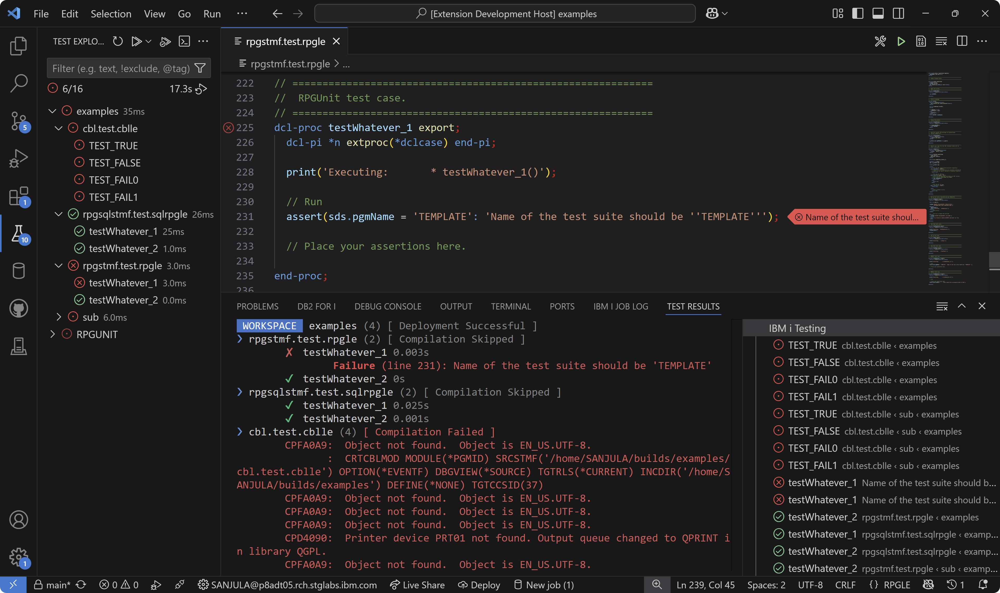 File Edit Selection View Go Run ··· [Extension Development Host] examples
TEST EXPLO...
Filter (e.g. text, !exclude, @tag)
6/16 17.3s
examples 35ms
cbl.test.cblle
TEST_TRUE
TEST_FALSE
TEST_FAIL0
TEST_FAIL1
rpgsqlstmf.test.sqlrpgle 26ms
testWhatever_1 25ms
testWhatever_2 1.0ms
rpgstmf.test.rpgle 3.0ms
testWhatever_1 3.0ms
testWhatever_2 0.0ms
sub 6.0ms
RPGUNIT
5
1
10
1
rpgstmf.test.rpgle
rpgstmf.test.rpgle > ...
222 // ============================================================
223 //  RPGUnit test case.
224 // ============================================================
225 dcl-proc testWhatever_1 export;
226   dcl-pi *n extproc(*dclcase) end-pi;
227
228   print('Executing:       * testWhatever_1()');
229
230   // Run
231   assert(sds.pgmName = 'TEMPLATE': 'Name of the test suite should be ''TEMPLATE''');
Name of the test suite shoul...
232
233   // Place your assertions here.
234
235 end-proc;
236
PROBLEMS DB2 FOR I DEBUG CONSOLE OUTPUT TERMINAL PORTS IBM I JOB LOG TEST RESULTS
WORKSPACE examples (4) [ Deployment Successful ]
❯ rpgstmf.test.rpgle (2) [ Compilation Skipped ]
✗ testWhatever_1 0.003s
Failure (line 231): Name of the test suite should be 'TEMPLATE'
✓ testWhatever_2 0s
❯ rpgsqlstmf.test.sqlrpgle (2) [ Compilation Skipped ]
✓ testWhatever_1 0.025s
✓ testWhatever_2 0.001s
❯ cbl.test.cblle (4) [ Compilation Failed ]
CPFA0A9:  Object not found.  Object is EN_US.UTF-8.
:  CRTCBLMOD MODULE(*PGMID) SRCSTMF('/home/SANJULA/builds/examples/
cbl.test.cblle') OPTION(*EVENTF) DBGVIEW(*SOURCE) TGTRLS(*CURRENT) INCDIR('/home/S
ANJULA/builds/examples') DEFINE(*NONE) TGTCCSID(37)
CPFA0A9:  Object not found.  Object is EN_US.UTF-8.
CPFA0A9:  Object not found.  Object is EN_US.UTF-8.
CPFA0A9:  Object not found.  Object is EN_US.UTF-8.
CPD4090:  Printer device PRT01 not found. Output queue changed to QPRINT i
n library QGPL.
CPFA0A9:  Object not found.  Object is EN_US.UTF-8.
IBM i Testing
TEST_TRUE cbl.test.cblle ‹ examples
TEST_FALSE cbl.test.cblle ‹ examples
TEST_FAIL0 cbl.test.cblle ‹ examples
TEST_FAIL1 cbl.test.cblle ‹ examples
TEST_TRUE cbl.test.cblle ‹ sub ‹ examples
TEST_FALSE cbl.test.cblle ‹ sub ‹ examples
TEST_FAIL0 cbl.test.cblle ‹ sub ‹ examples
TEST_FAIL1 cbl.test.cblle ‹ sub ‹ examples
testWhatever_1 Name of the test suite should b...
testWhatever_1 Name of the test suite should b...
testWhatever_2 rpgstmf.test.rpgle ‹ examples
testWhatever_1 rpgsqlstmf.test.sqlrpgle ‹ examp...
testWhatever_2 rpgsqlstmf.test.sqlrpgle ‹ examp...
testWhatever_2 rpgstmf.test.rpgle ‹ sub ‹ examp...
main* 0 0 SANJULA@p8adt05.rch.stglabs.ibm.com Live Share Deploy New job (1) Ln 239, Col 45 Spaces: 2 UTF-8 CRLF {} RPGLE 1